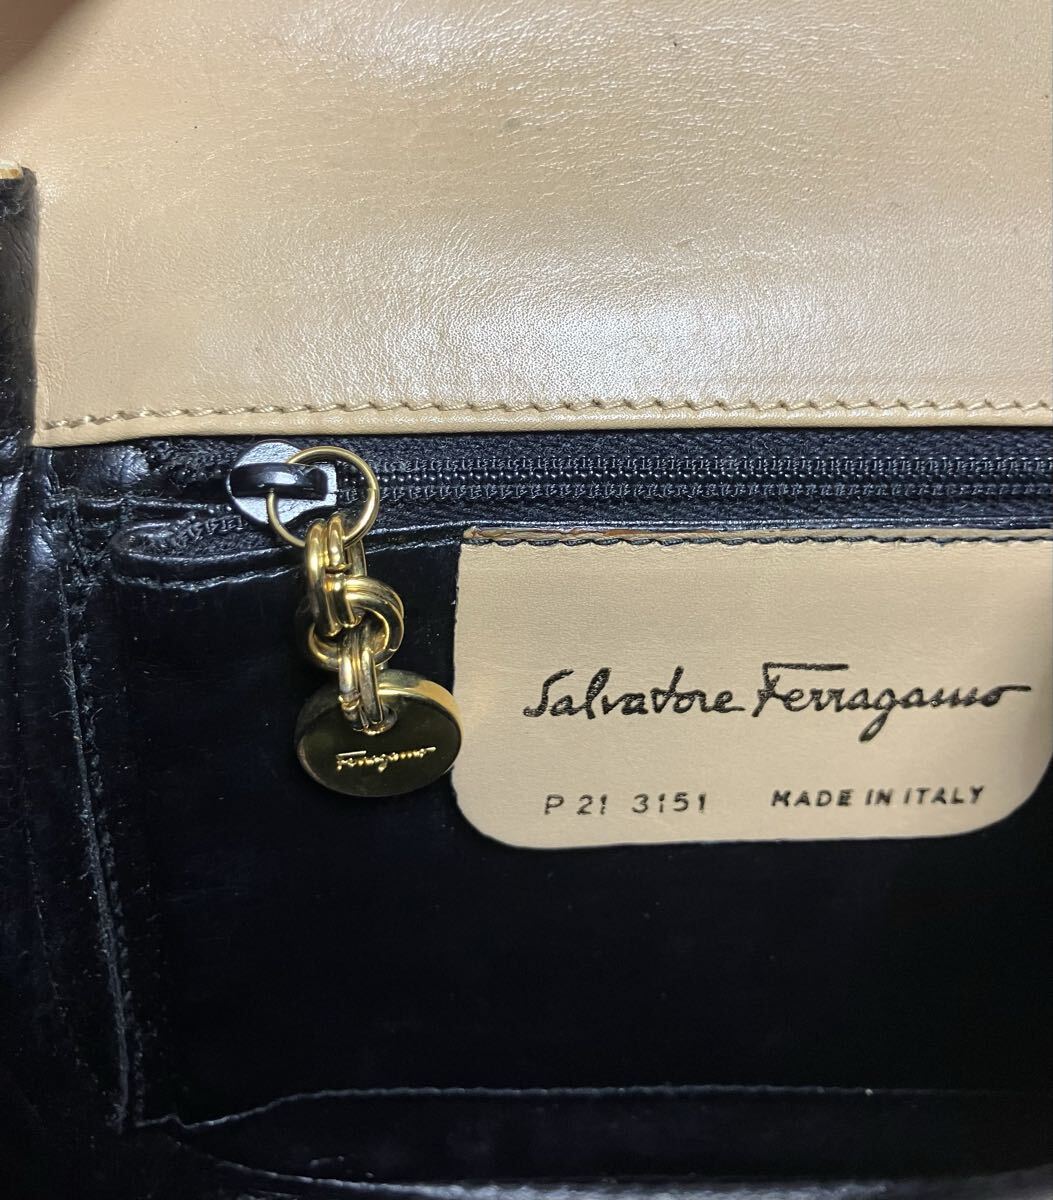 Salvatore Ferragamo
Ferragamo
P 21 3151 MADE IN ITALY